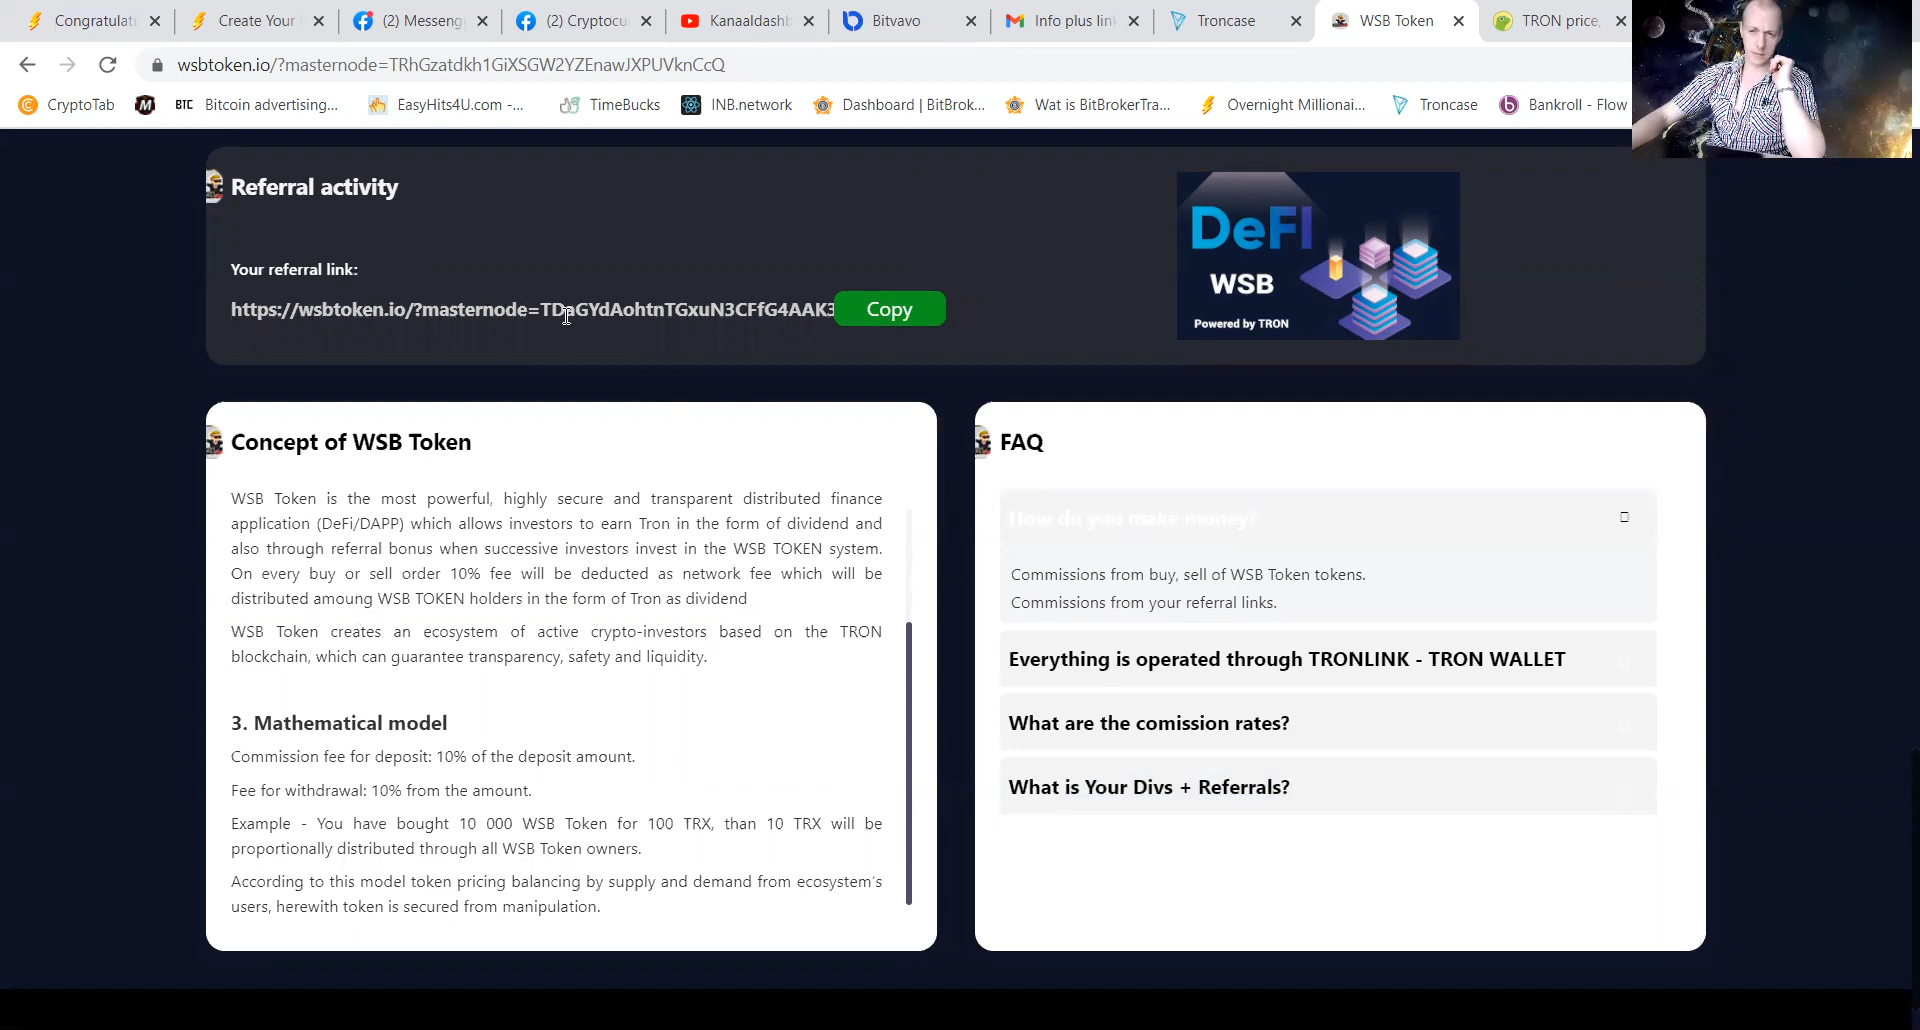 Congratulat
Create Your
(2) Messeng
(2) Cryptocu
Kanaaldashb
Bitvavo
Info plus link
Troncase
WSB Token
TRON price,
wsbtoken.io/?masternode=TRhGzatdkh1GiXSGW2YZEnawJXPUVknCcQ
CryptoTab
BTC Bitcoin advertising...
EasyHits4U.com -...
TimeBucks
INB.network
Dashboard | BitBrok...
Wat is BitBrokerTra...
Overnight Millionai...
Troncase
Bankroll - Flow
Referral activity
Your referral link:
https://wsbtoken.io/?masternode=TDaGYdAohtnTGxuN3CFfG4AAK3
Copy
DeFI
WSB
Powered by TRON
Concept of WSB Token
WSB Token is the most powerful, highly secure and transparent distributed finance
application (DeFi/DAPP) which allows investors to earn Tron in the form of dividend and
also through referral bonus when successive investors invest in the WSB TOKEN system.
On every buy or sell order 10% fee will be deducted as network fee which will be
distributed amoung WSB TOKEN holders in the form of Tron as dividend
WSB Token creates an ecosystem of active crypto-investors based on the TRON
blockchain, which can guarantee transparency, safety and liquidity.
3. Mathematical model
Commission fee for deposit: 10% of the deposit amount.
Fee for withdrawal: 10% from the amount.
Example - You have bought 10 000 WSB Token for 100 TRX, than 10 TRX will be
proportionally distributed through all WSB Token owners.
According to this model token pricing balancing by supply and demand from ecosystem's
users, herewith token is secured from manipulation.
FAQ
How do you make money?
Commissions from buy, sell of WSB Token tokens.
Commissions from your referral links.
Everything is operated through TRONLINK - TRON WALLET
What are the comission rates?
What is Your Divs + Referrals?